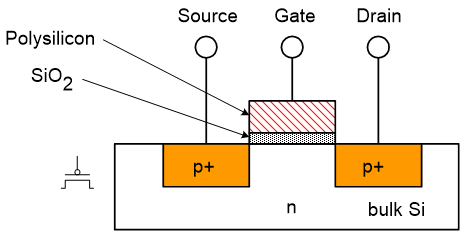 Source Gate Drain
Polysilicon
SiO2
p+ p+
n bulk Si